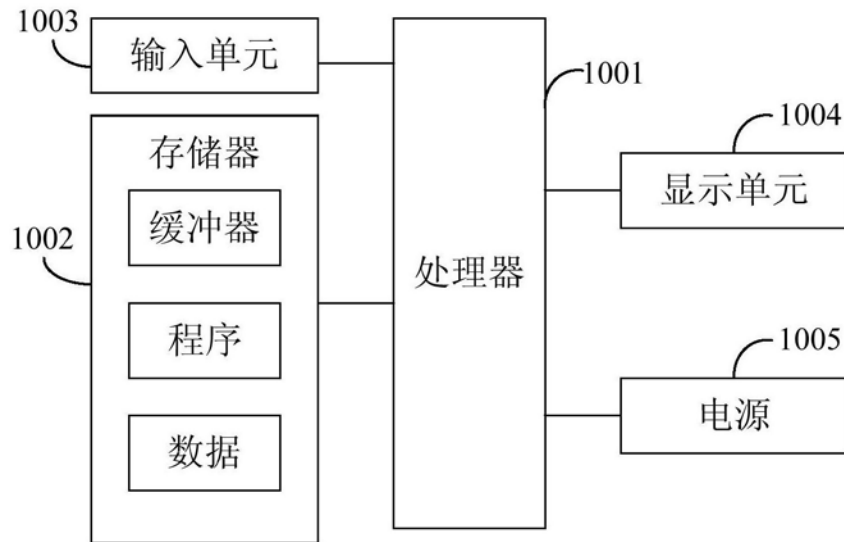 1003
输入单元
1001
1004
存储器
显示单元
缓冲器
1002
处理器
程序
1005
电源
数据